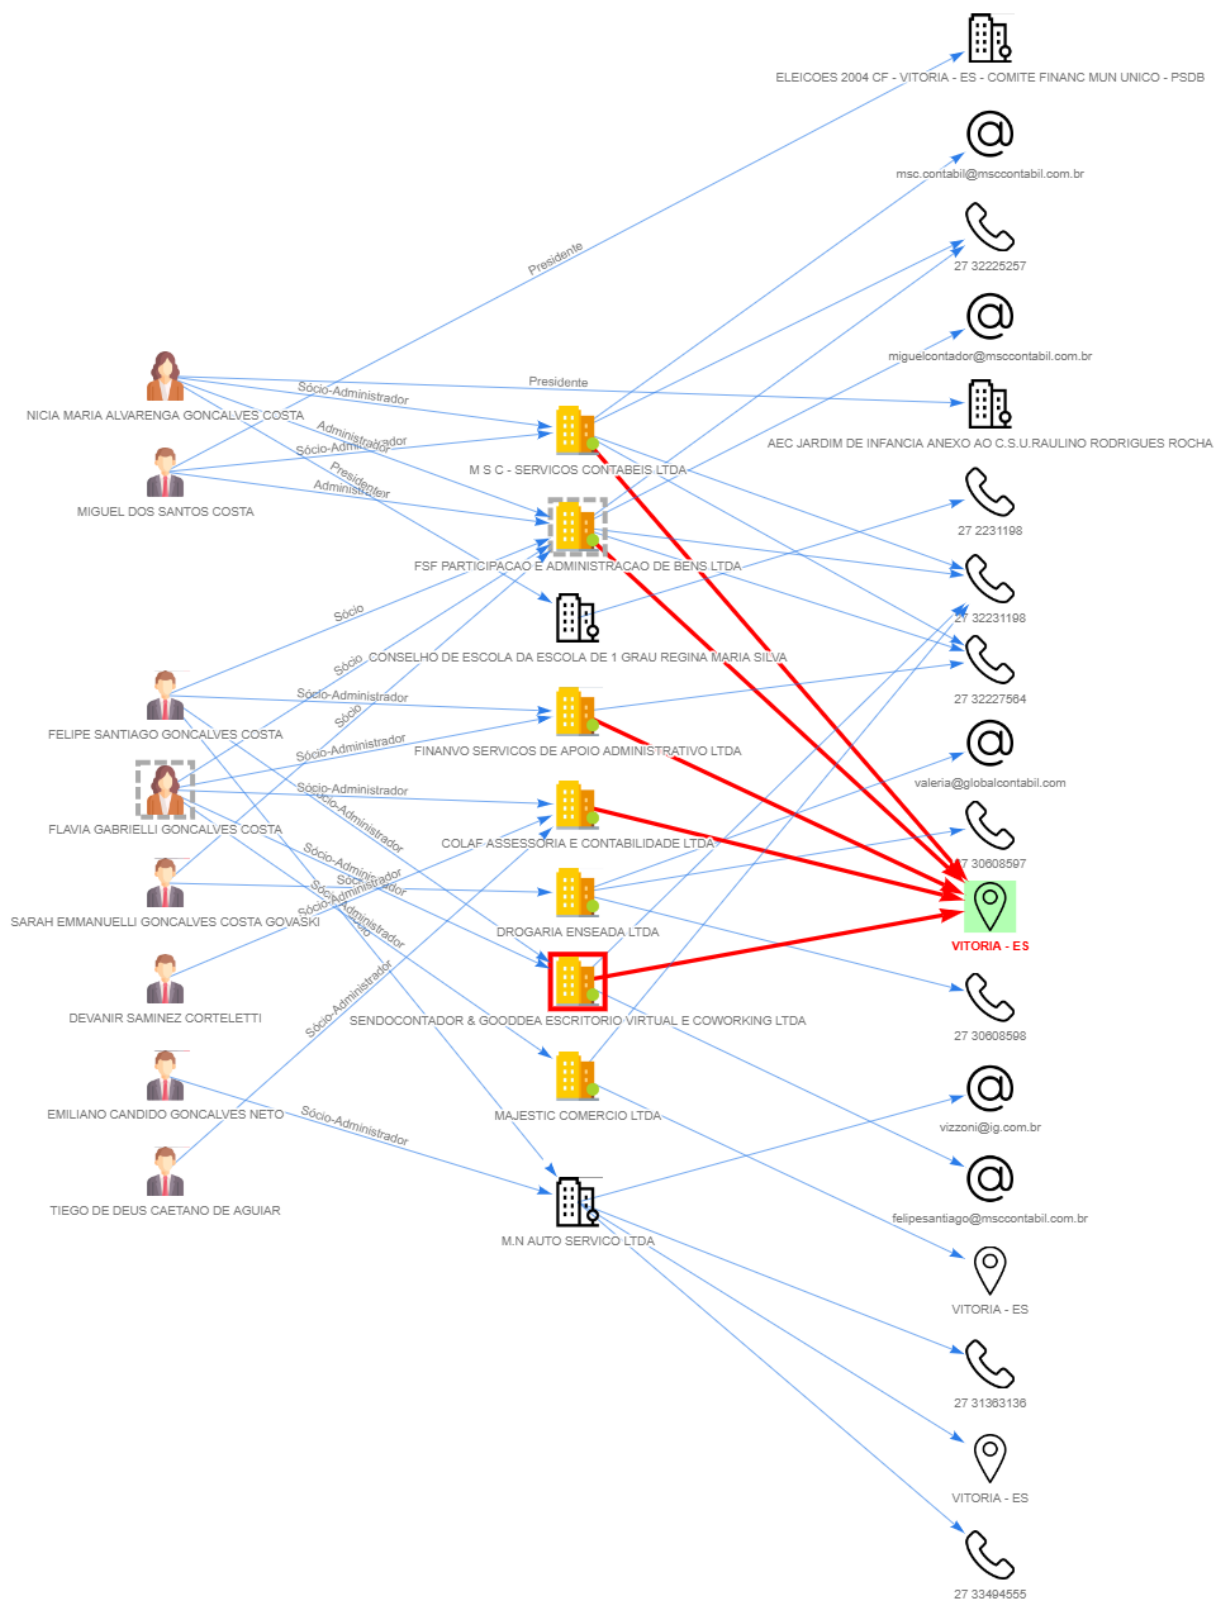 ELEICOES 2004 CF - VITORIA - ES - COMITE FINANC MUN UNICO - PSDB
msc.contabil@msccontabil.com.br
Presidente
27 32225257
miguelcontador@msccontabil.com.br
Presidente
Sócio-Administrador
NICIA MARIA ALVARENGA GONCALVES COSTA
AEC JARDIM DE INFANCIA ANEXO AO C.S.U.RAULINO RODRIGUES ROCHA
Administrador
Sócio-Administrador
M S C - SERVICOS CONTABEIS LTDA
Presidente
Administrador
MIGUEL DOS SANTOS COSTA
27 2231198
FSF PARTICIPACAO E ADMINISTRACAO DE BENS LTDA
Sócio
27 32231198
CONSELHO DE ESCOLA DA ESCOLA DE 1 GRAU REGINA MARIA SILVA
Sócio
Sócio-Administrador
27 32227564
Sócio
FELIPE SANTIAGO GONCALVES COSTA
Sócio-Administrador
FINANVO SERVICOS DE APOIO ADMINISTRATIVO LTDA
valeria@globalcontabil.com
Sócio-Administrador
Sócio-Administrador
FLAVIA GABRIELLI GONCALVES COSTA
COLAF ASSESSORIA E CONTABILIDADE LTDA
27 30608597
Sócio-Administrador
Sócio-Administrador
Sócio-Administrador
SARAH EMMANUELLI GONCALVES COSTA GOVASKI
DROGARIA ENSEADA LTDA
VITORIA - ES
Sócio-Administrador
DEVANIR SAMINEZ CORTELETTI
SENDOCONTADOR & GOODDEA ESCRITORIO VIRTUAL E COWORKING LTDA
27 30608598
EMILIANO CANDIDO GONCALVES NETO
MAJESTIC COMERCIO LTDA
Sócio-Administrador
vizzoni@ig.com.br
TIEGO DE DEUS CAETANO DE AGUIAR
felipesantiago@msccontabil.com.br
M.N AUTO SERVICO LTDA
VITORIA - ES
27 31363136
VITORIA - ES
27 33494555